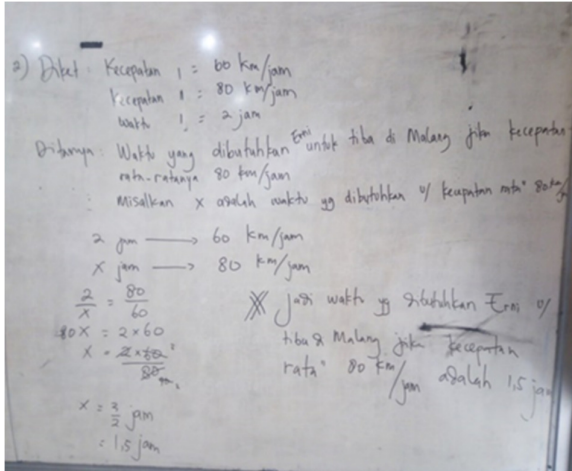 2) Diket : Kecepatan 1 = 60 km/jam
Kecepatan 1 = 80 km/jam
waktu 1 = 2 jam
Ditanya : Waktu yang dibutuhkan Erni untuk tiba di Malang jika kecepatan
rata-ratanya 80 km/jam
: Misalkan x adalah waktu yg dibutuhkan u/ kecepatan rata² 80 km/
2 jam → 60 km/jam
x jam → 80 km/jam
2/x = 80/60
80x = 2 x 60
x = 2 x 60 / 80
x = 3/2 jam
= 1,5 jam
Jadi waktu yg dibutuhkan Erni u/
tiba di Malang jika kecepatan
rata² 80 km/jam adalah 1,5 jam